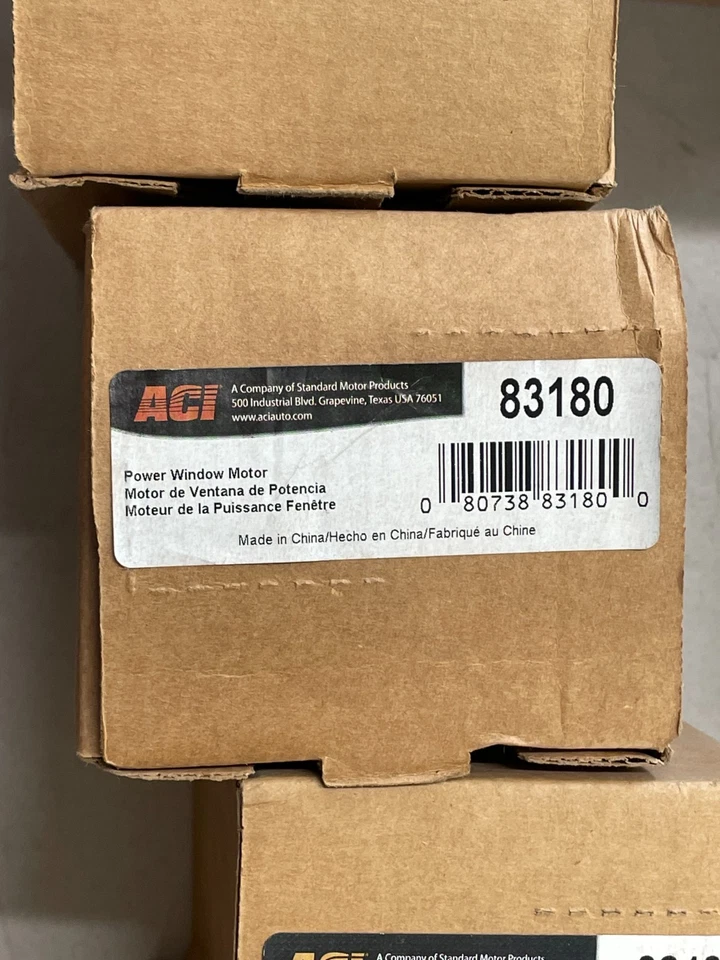 ACI
A Company of Standard Motor Products
500 Industrial Blvd. Grapevine, Texas USA 76051
www.aciauto.com
83180
Power Window Motor
Motor de Ventana de Potencia
Moteur de la Puissance Fenêtre
0 80738 83180 0
Made in China/Hecho en China/Fabriqué au Chine
ACI
A Company of Standard Motor Products